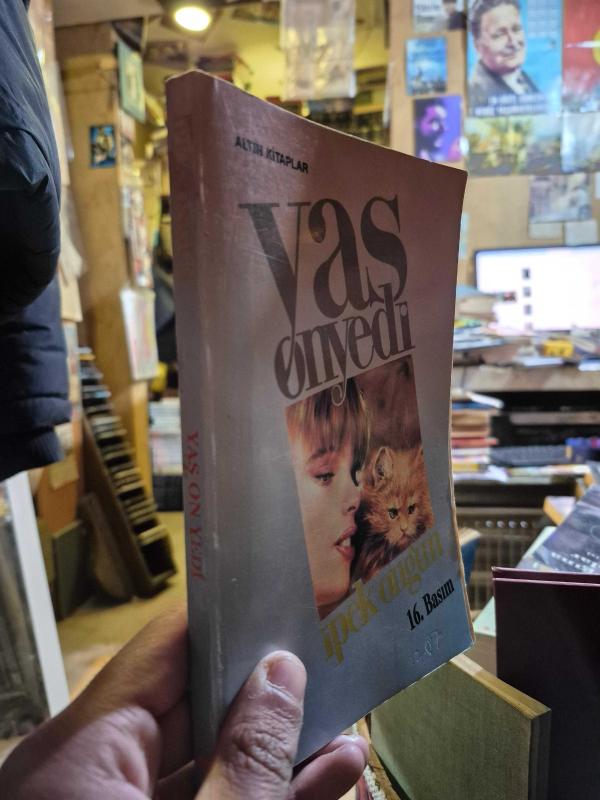 ALTIN KİTAPLAR
Yaş
onyedi
ipek ongun
16. Basım
YAŞ ON YEDİ